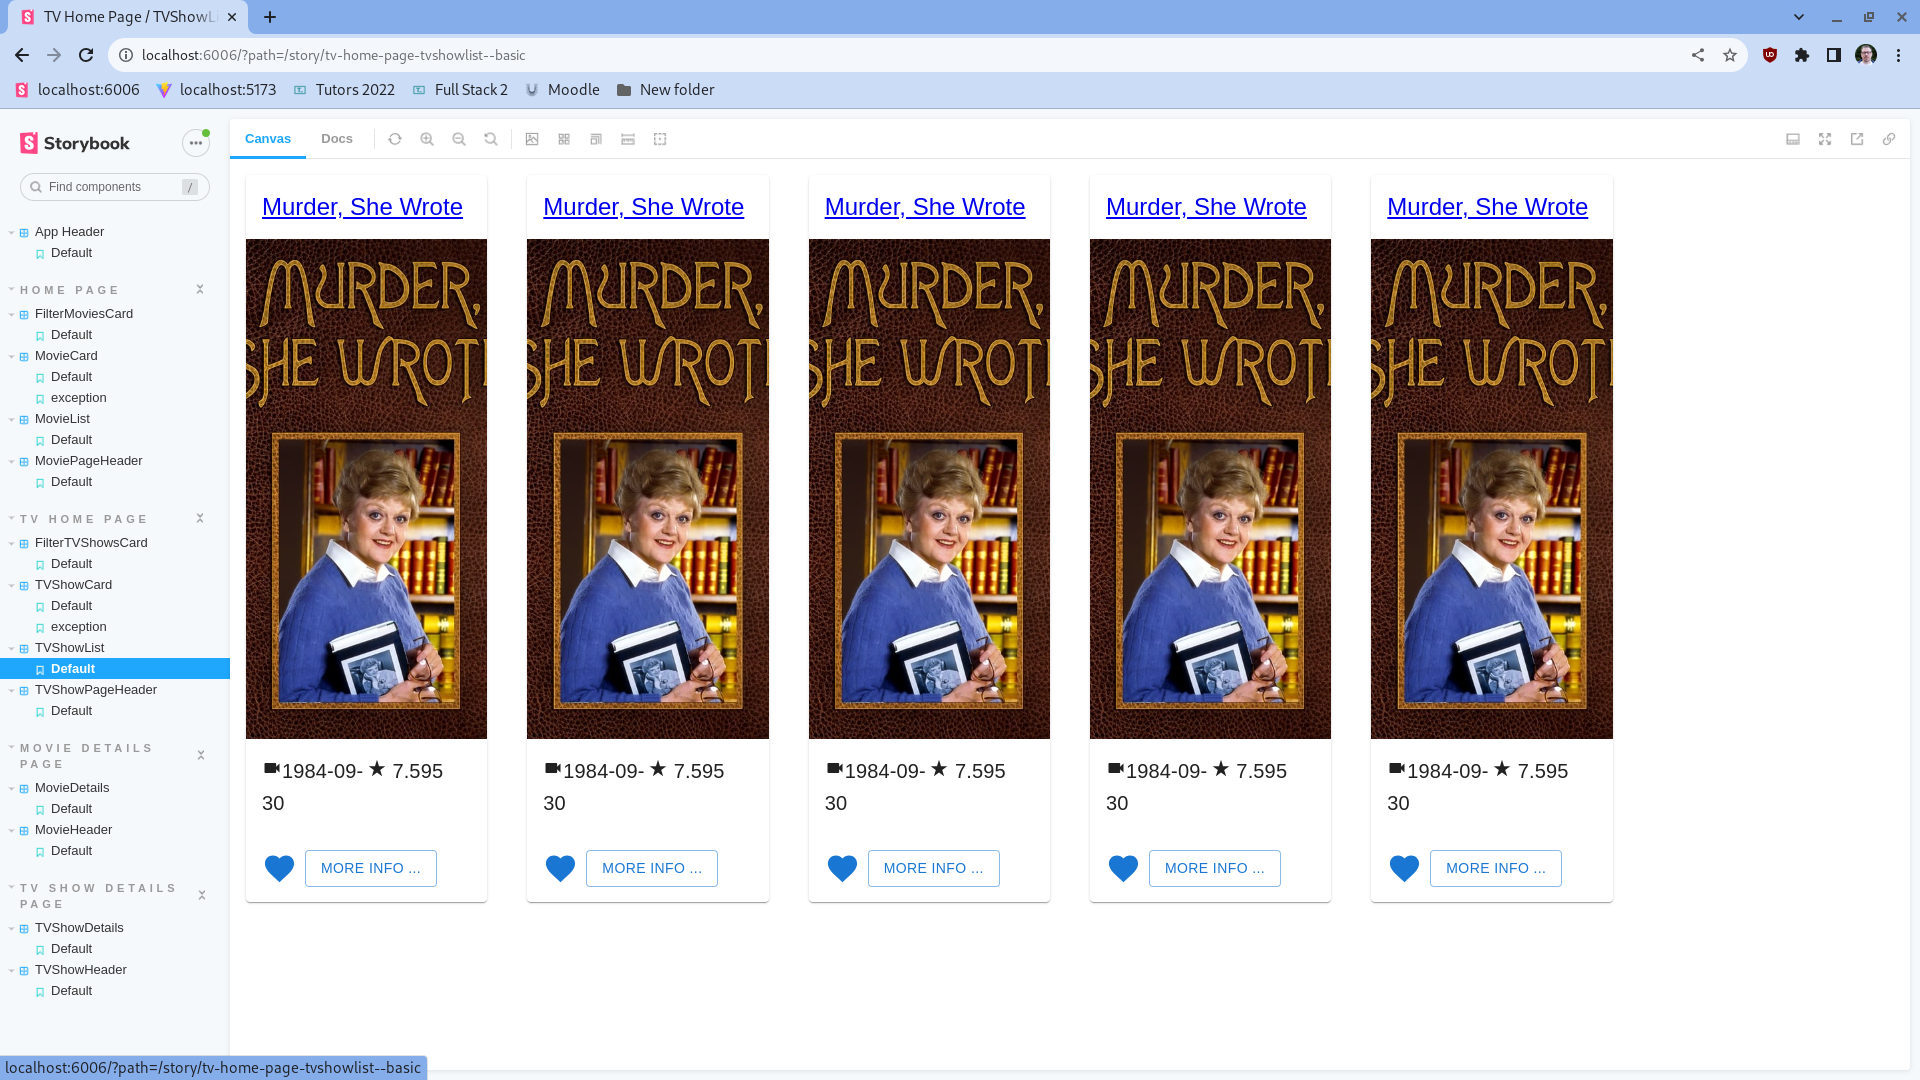 TV Home Page / TVShowL
localhost:6006/?path=/story/tv-home-page-tvshowlist--basic
localhost:6006
localhost:5173
Tutors 2022
Full Stack 2
Moodle
New folder
Storybook
Find components
/
App Header
Default
HOME PAGE
FilterMoviesCard
Default
MovieCard
Default
exception
MovieList
Default
MoviePageHeader
Default
TV HOME PAGE
FilterTVShowsCard
Default
TVShowCard
Default
exception
TVShowList
Default
TVShowPageHeader
Default
MOVIE DETAILS
PAGE
MovieDetails
Default
MovieHeader
Default
TV SHOW DETAILS
PAGE
TVShowDetails
Default
TVShowHeader
Default
localhost:6006/?path=/story/tv-home-page-tvshowlist--basic
Canvas
Docs
Murder, She Wrote
MURDER,
SHE WROTE
1984-09- ★ 7.595
30
MORE INFO ...
Murder, She Wrote
MURDER,
SHE WROTE
1984-09- ★ 7.595
30
MORE INFO ...
Murder, She Wrote
MURDER,
SHE WROTE
1984-09- ★ 7.595
30
MORE INFO ...
Murder, She Wrote
MURDER,
SHE WROTE
1984-09- ★ 7.595
30
MORE INFO ...
Murder, She Wrote
MURDER,
SHE WROTE
1984-09- ★ 7.595
30
MORE INFO ...